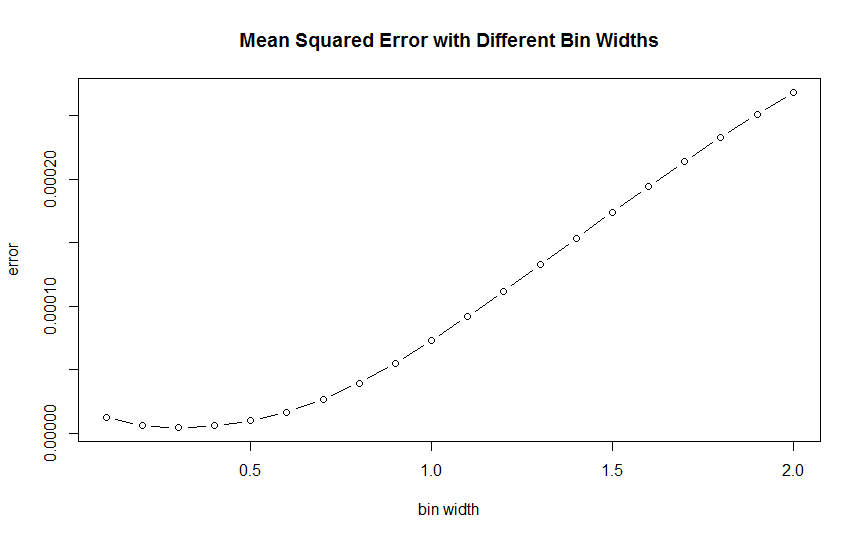 Mean Squared Error with Different Bin Widths
error
0.00020
0.00010
0.00000
0.5 1.0 1.5 2.0
bin width